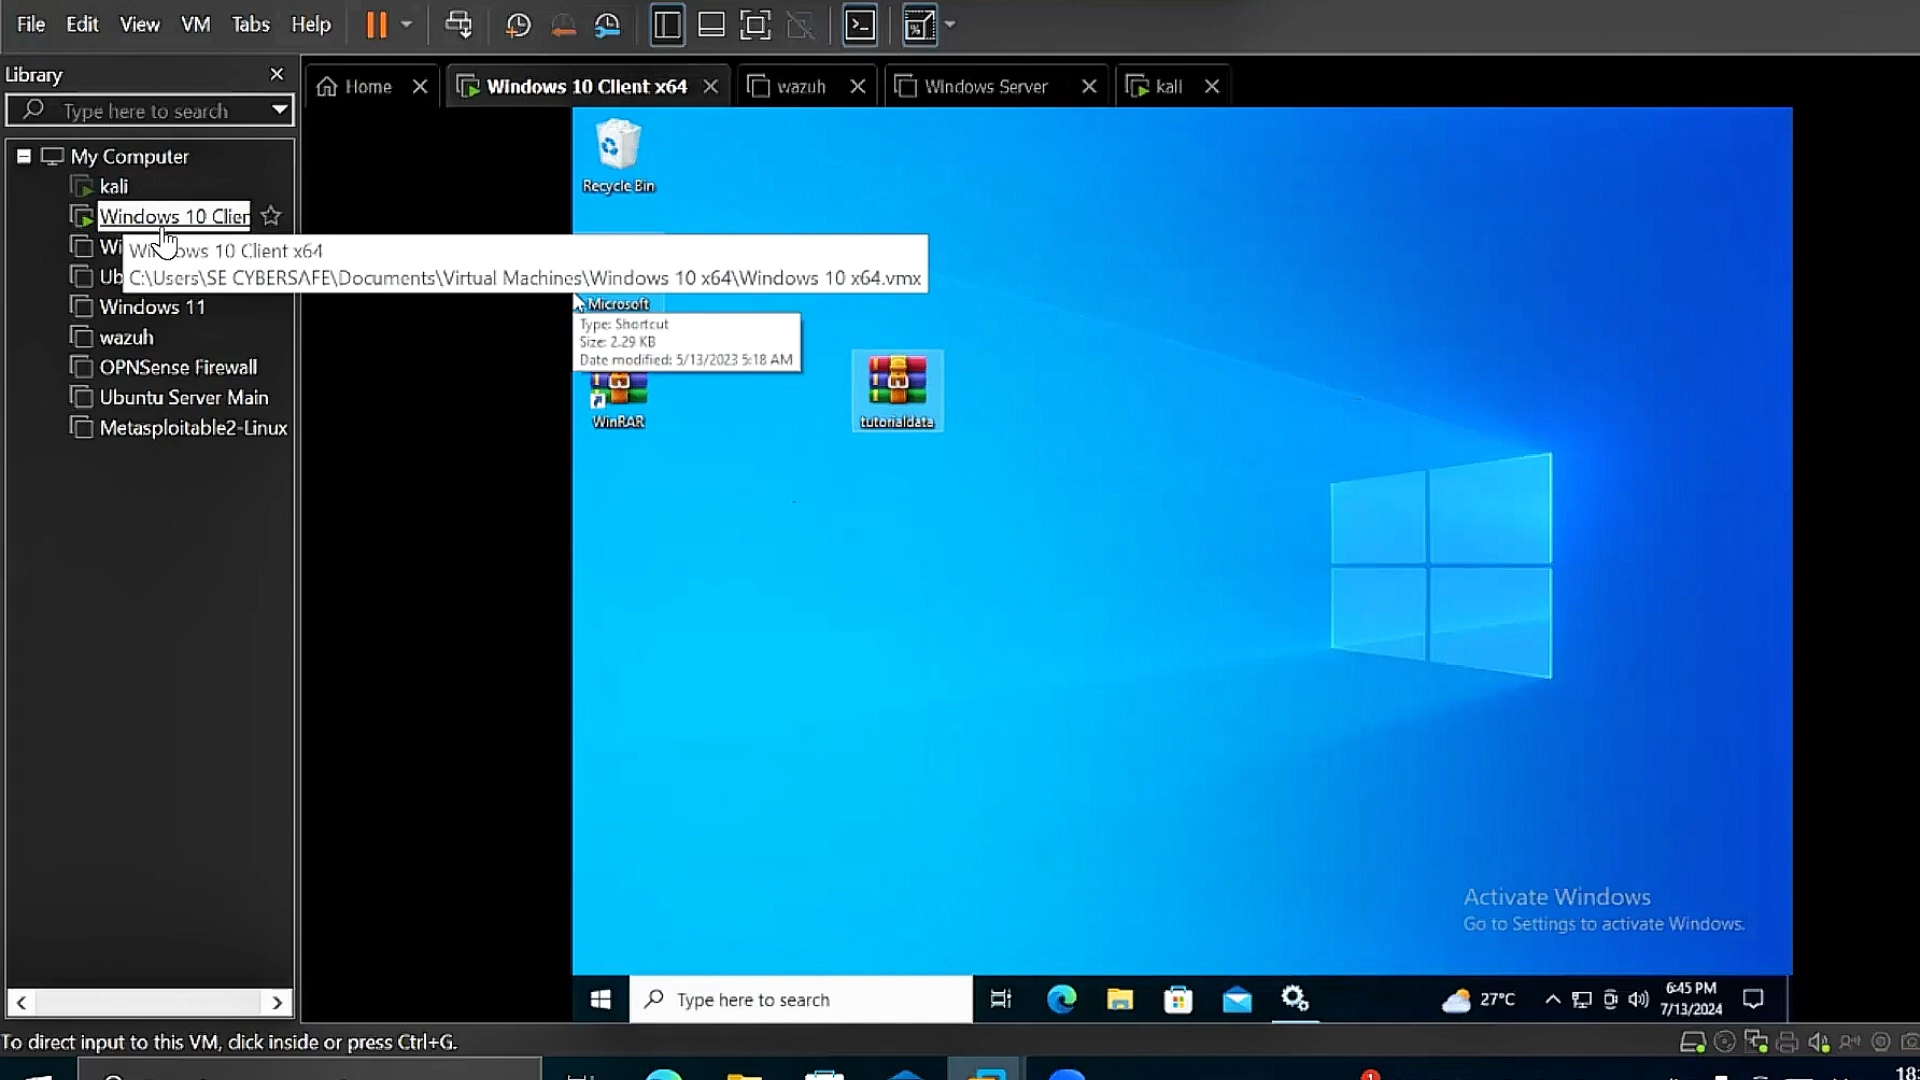 File Edit View VM Tabs Help
Library
Type here to search
Home
Windows 10 Client x64
wazuh
Windows Server
kali
My Computer
kali
Windows 10 Clien
Wi
Windows 10 Client x64
Ub
C:\Users\SE CYBERSAFE\Documents\Virtual Machines\Windows 10 x64\Windows 10 x64.vmx
Windows 11
wazuh
OPNSense Firewall
Ubuntu Server Main
Metasploitable2-Linux
Recycle Bin
Microsoft
Type: Shortcut
Size: 2.29 KB
Date modified: 5/13/2023 5:18 AM
WinRAR
tutorialdata
Activate Windows
Go to Settings to activate Windows.
Type here to search
27°C
6:45 PM
7/13/2024
To direct input to this VM, click inside or press Ctrl+G.